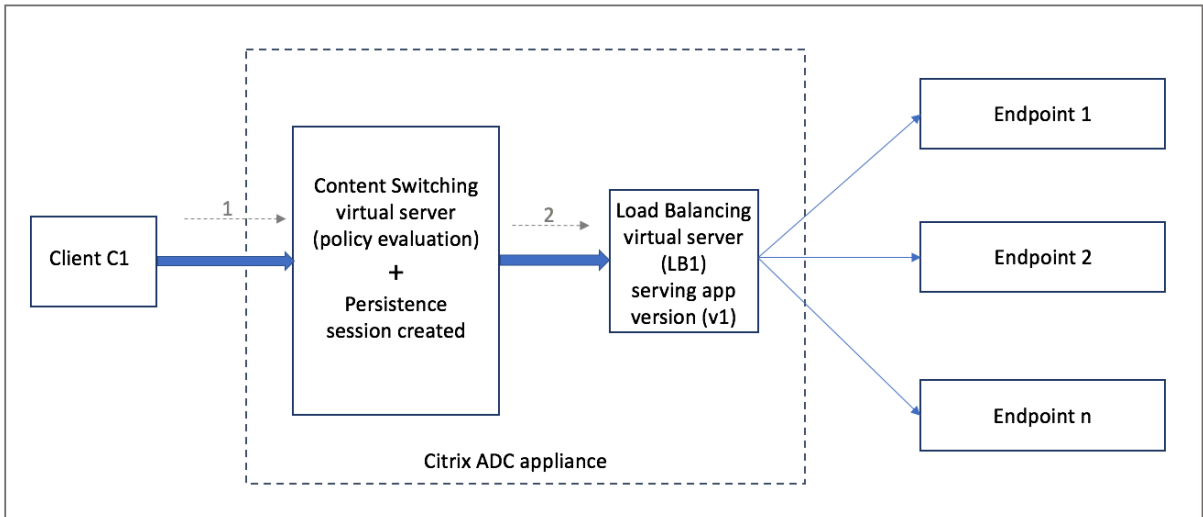 Client C1
1
Content Switching
virtual server
(policy evaluation)
+
Persistence
session created
2
Load Balancing
virtual server
(LB1)
serving app
version (v1)
Endpoint 1
Endpoint 2
Endpoint n
Citrix ADC appliance